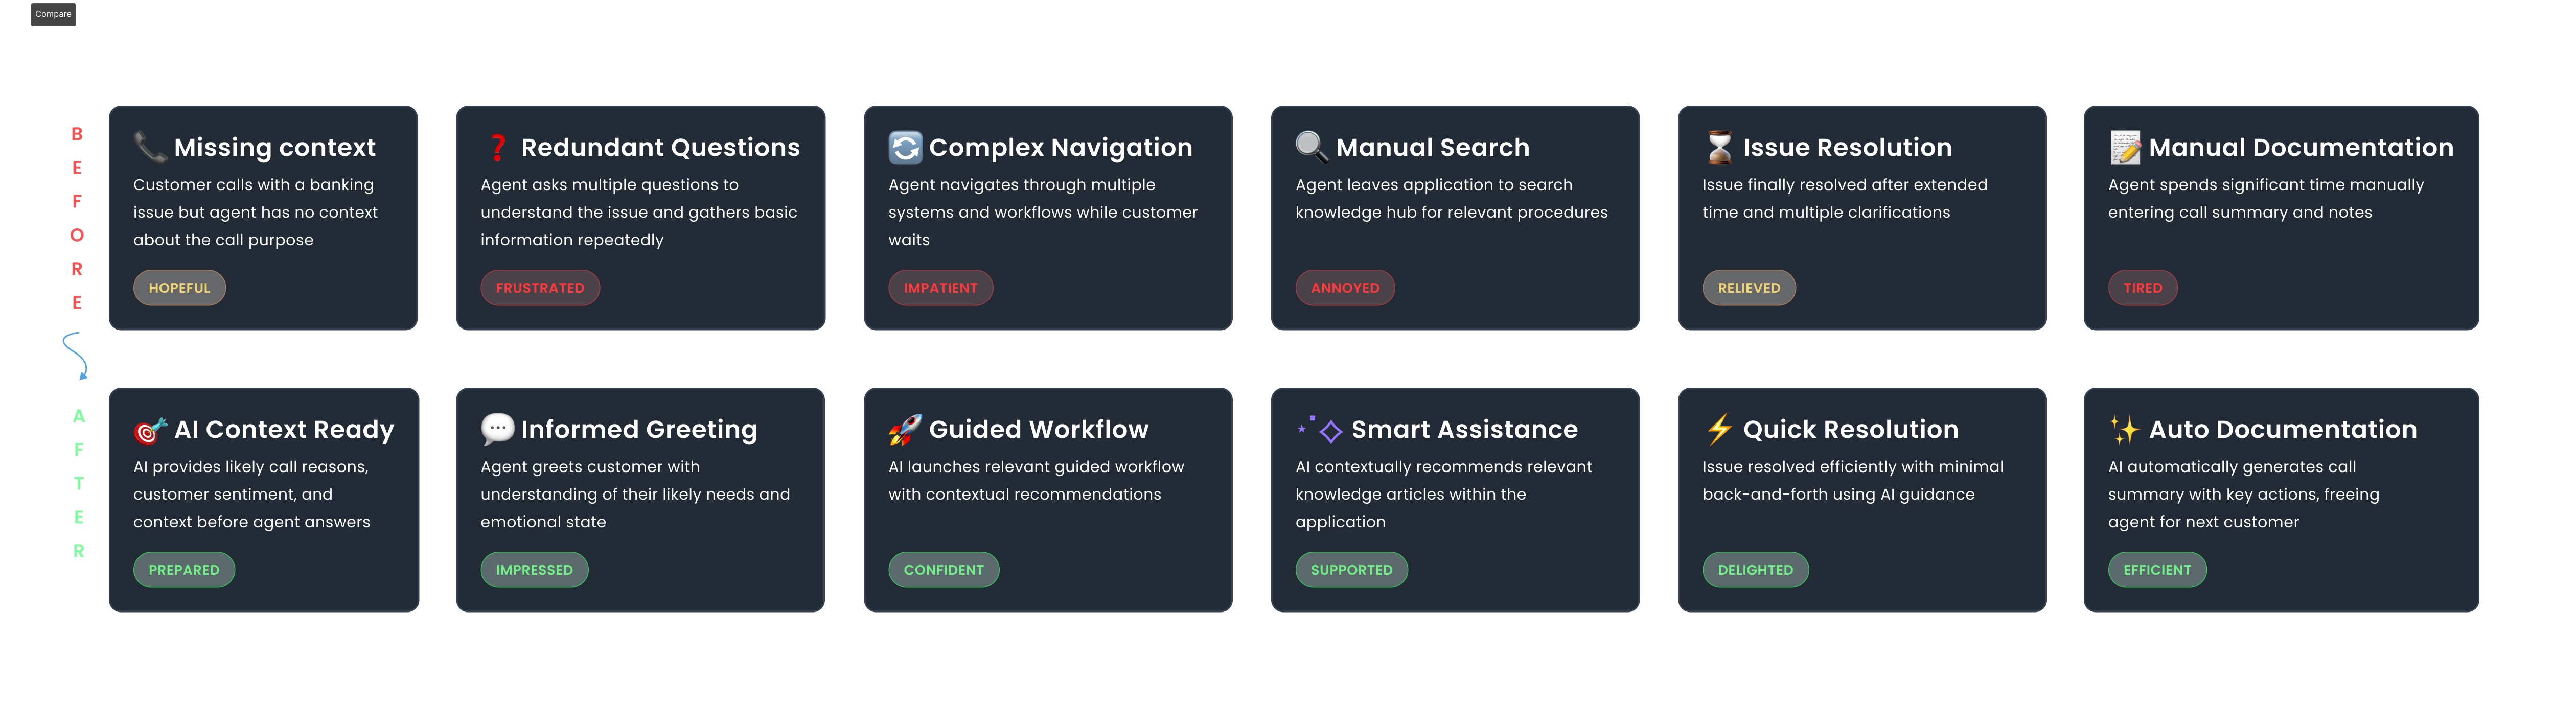 Compare
BEFORE
Missing context
Customer calls with a banking
issue but agent has no context
about the call purpose
HOPEFUL
Redundant Questions
Agent asks multiple questions to
understand the issue and gathers basic
information repeatedly
FRUSTRATED
Complex Navigation
Agent navigates through multiple
systems and workflows while customer
waits
IMPATIENT
Manual Search
Agent leaves application to search
knowledge hub for relevant procedures
ANNOYED
Issue Resolution
Issue finally resolved after extended
time and multiple clarifications
RELIEVED
Manual Documentation
Agent spends significant time manually
entering call summary and notes
TIRED
AFTER
AI Context Ready
AI provides likely call reasons,
customer sentiment, and
context before agent answers
PREPARED
Informed Greeting
Agent greets customer with
understanding of their likely needs and
emotional state
IMPRESSED
Guided Workflow
AI launches relevant guided workflow
with contextual recommendations
CONFIDENT
Smart Assistance
AI contextually recommends relevant
knowledge articles within the
application
SUPPORTED
Quick Resolution
Issue resolved efficiently with minimal
back-and-forth using AI guidance
DELIGHTED
Auto Documentation
AI automatically generates call
summary with key actions, freeing
agent for next customer
EFFICIENT